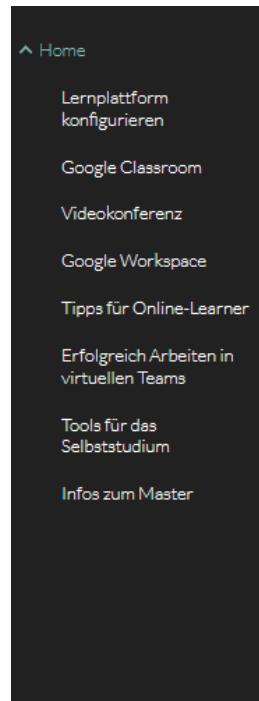 Home
Lernplattform
konfigurieren
Google Classroom
Videokonferenz
Google Workspace
Tipps für Online-Learner
Erfolgreich Arbeiten in
virtuellen Teams
Tools für das
Selbststudium
Infos zum Master